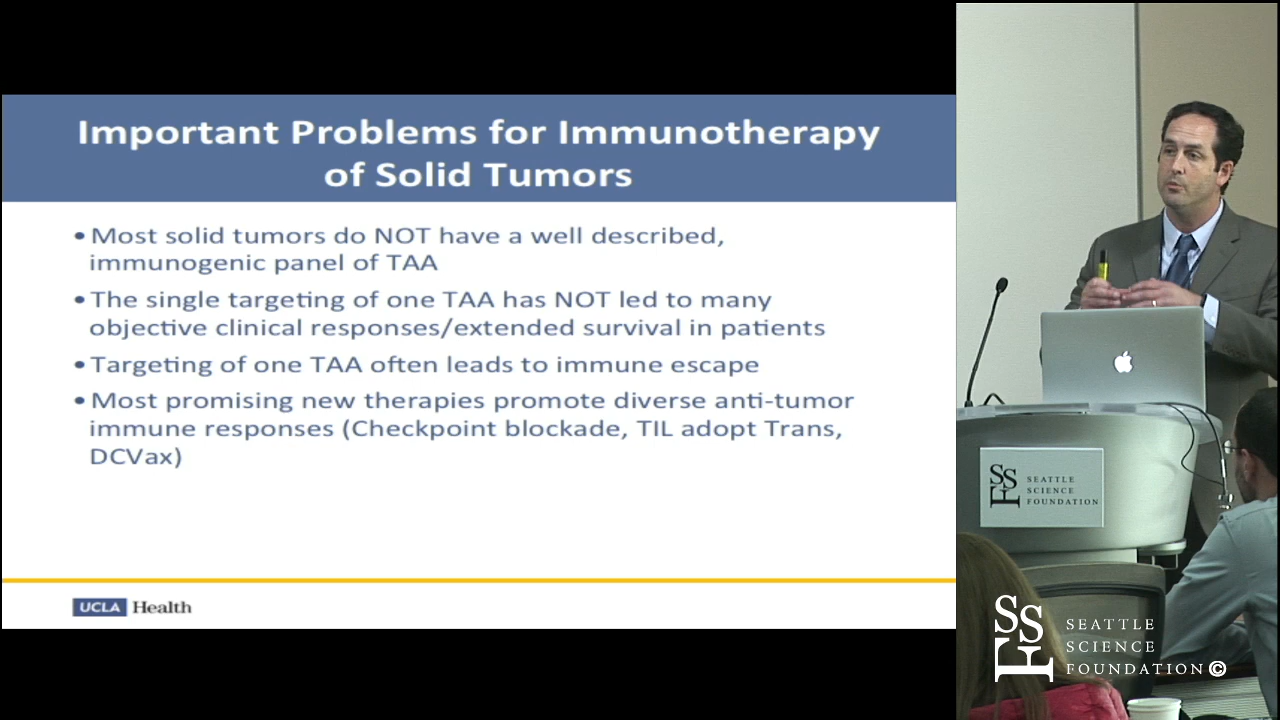 Important Problems for Immunotherapy
of Solid Tumors
• Most solid tumors do NOT have a well described,
immunogenic panel of TAA
• The single targeting of one TAA has NOT led to many
objective clinical responses/extended survival in patients
• Targeting of one TAA often leads to immune escape
• Most promising new therapies promote diverse anti-tumor
immune responses (Checkpoint blockade, TIL adopt Trans,
DCVax)
UCLA Health
SSF
SEATTLE
SCIENCE
FOUNDATION
SSF
SEATTLE
SCIENCE
FOUNDATION©